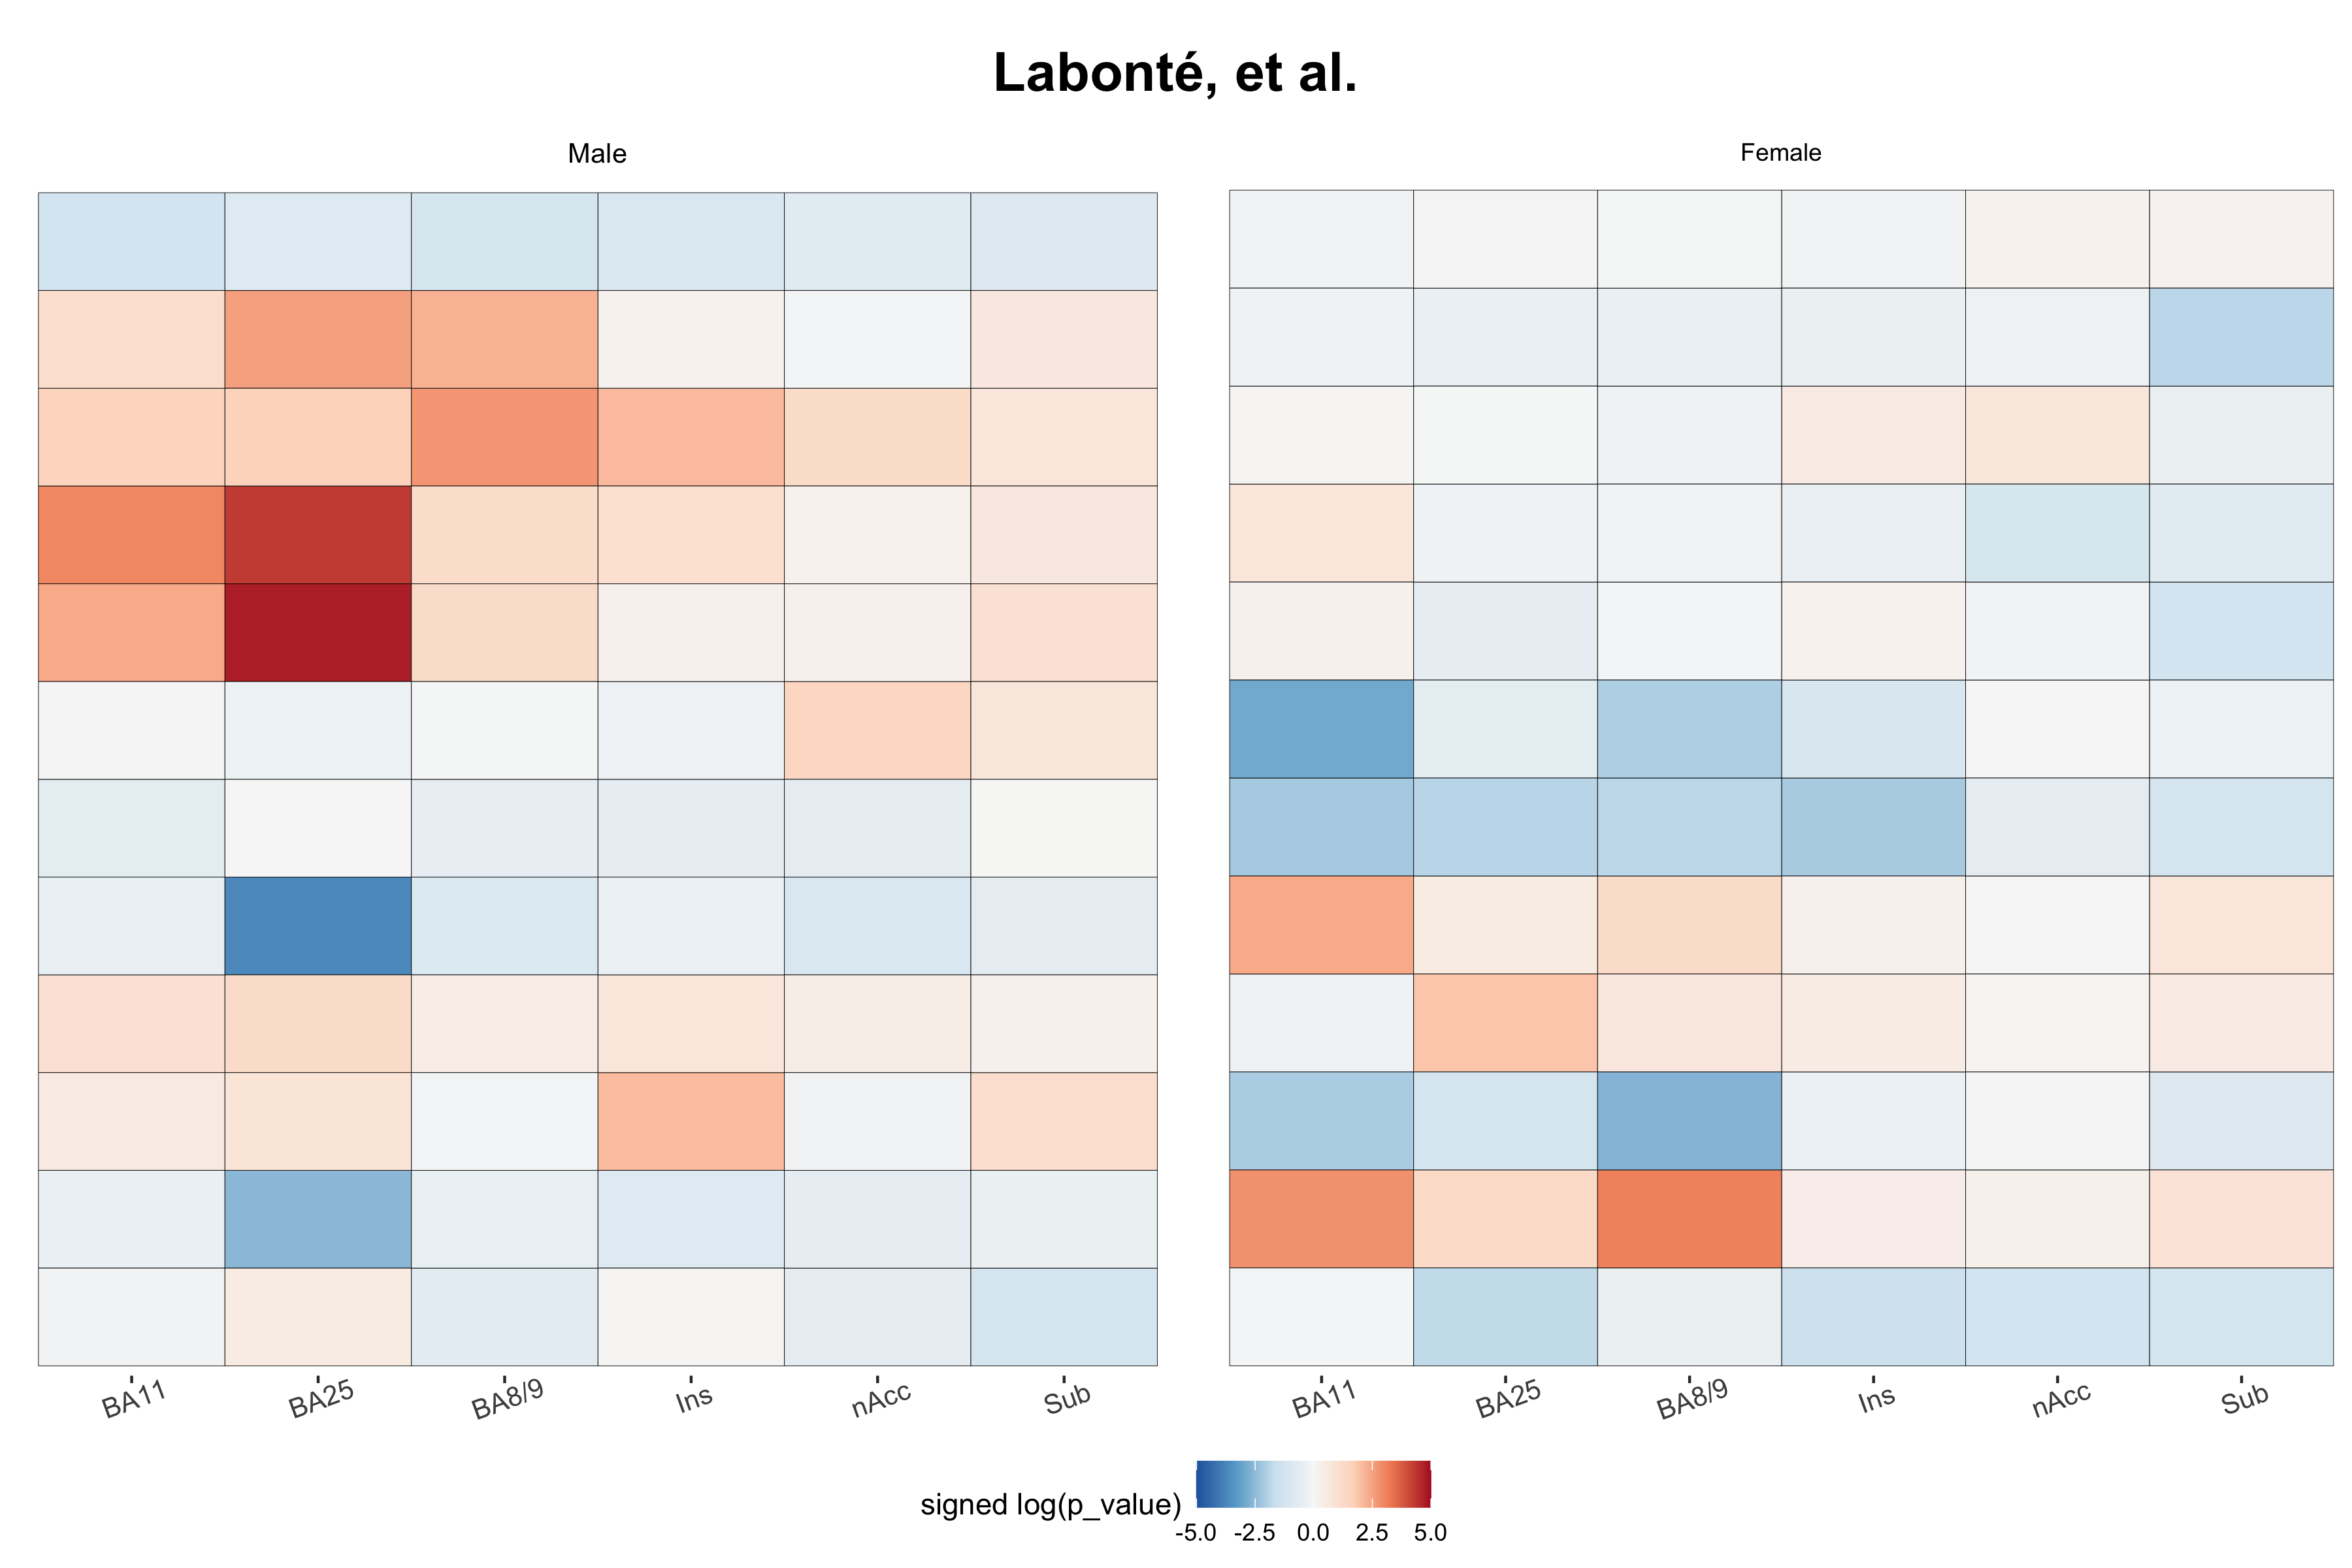 Labonté, et al.
Male Female
BA11 BA25 BA8/9 Ins nAcc Sub BA11 BA25 BA8/9 Ins nAcc Sub
signed log(p_value)
-5.0 -2.5 0.0 2.5 5.0